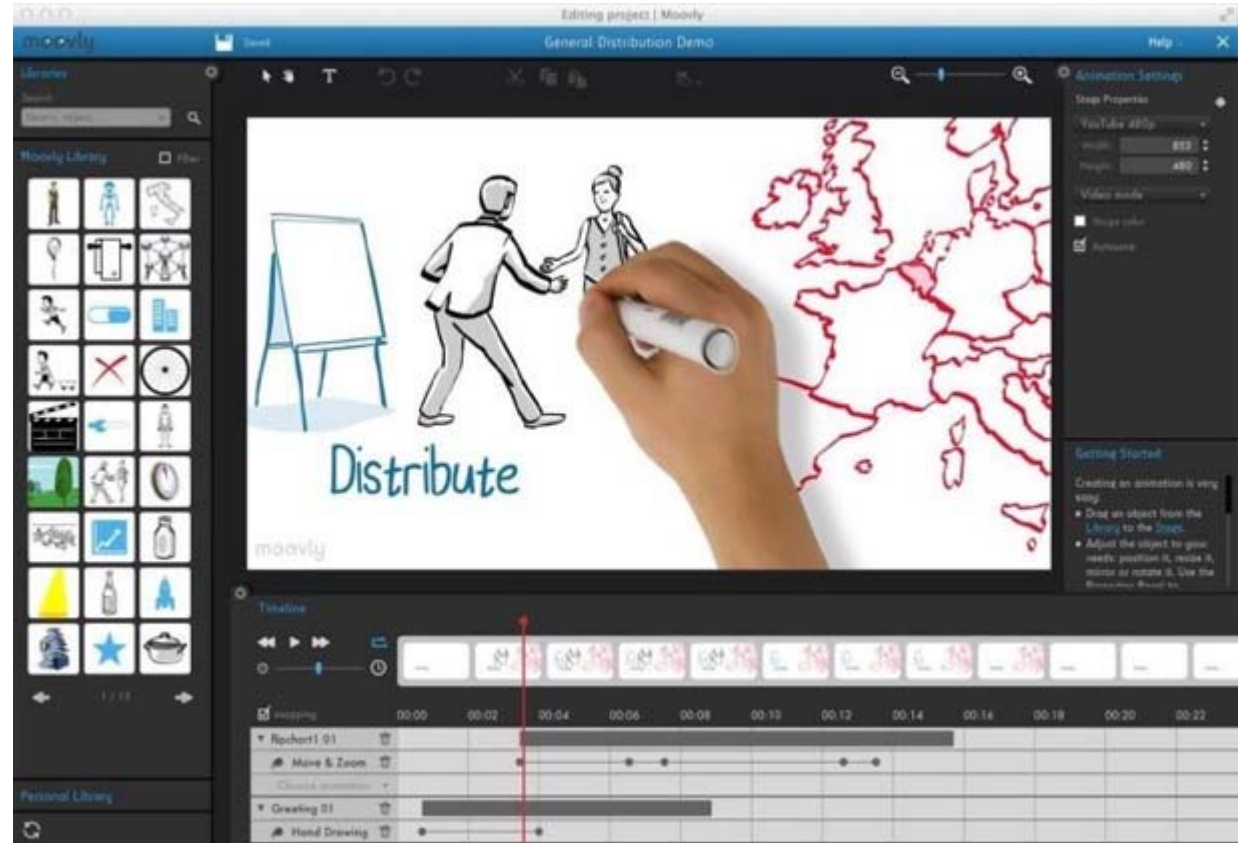 Editing project | Moovly
moovly
Saved
General Distribution Demo
Help
Libraries
Search
Moovly Library
Filter
1 / 15
Personal Library
T
Distribute
moovly
Animation Settings
Stage Properties
YouTube 480p
Width 853
Height 480
Video mode
Stage color
Autosave
Getting Started
Creating an animation is very
easy:
Drag an object from the
Library to the Stage.
Adjust the object to your
needs: position it, resize it,
mirror or rotate it. Use the
Timeline
mapping
00:00 00:02 00:04 00:06 00:08 00:10 00:12 00:14 00:16 00:18 00:20 00:22
flipchart1 01
Move & Zoom
Choose animation
Greeting 01
Hand Drawing